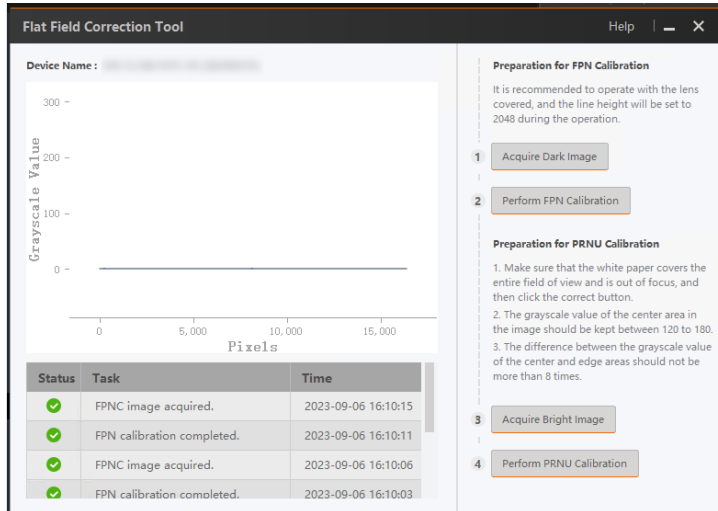 Flat Field Correction Tool
Help
Device Name :
300
200
100
0
Grayscale Value
0
5,000
10,000
15,000
Pixels
Status Task Time
FPNC image acquired. 2023-09-06 16:10:15
FPN calibration completed. 2023-09-06 16:10:11
FPNC image acquired. 2023-09-06 16:10:06
FPN calibration completed. 2023-09-06 16:10:03
Preparation for FPN Calibration
It is recommended to operate with the lens
covered, and the line height will be set to
2048 during the operation.
1 Acquire Dark Image
2 Perform FPN Calibration
Preparation for PRNU Calibration
1. Make sure that the white paper covers the
entire field of view and is out of focus, and
then click the correct button.
2. The grayscale value of the center area in
the image should be kept between 120 to 180.
3. The difference between the grayscale value
of the center and edge areas should not be
more than 8 times.
3 Acquire Bright Image
4 Perform PRNU Calibration